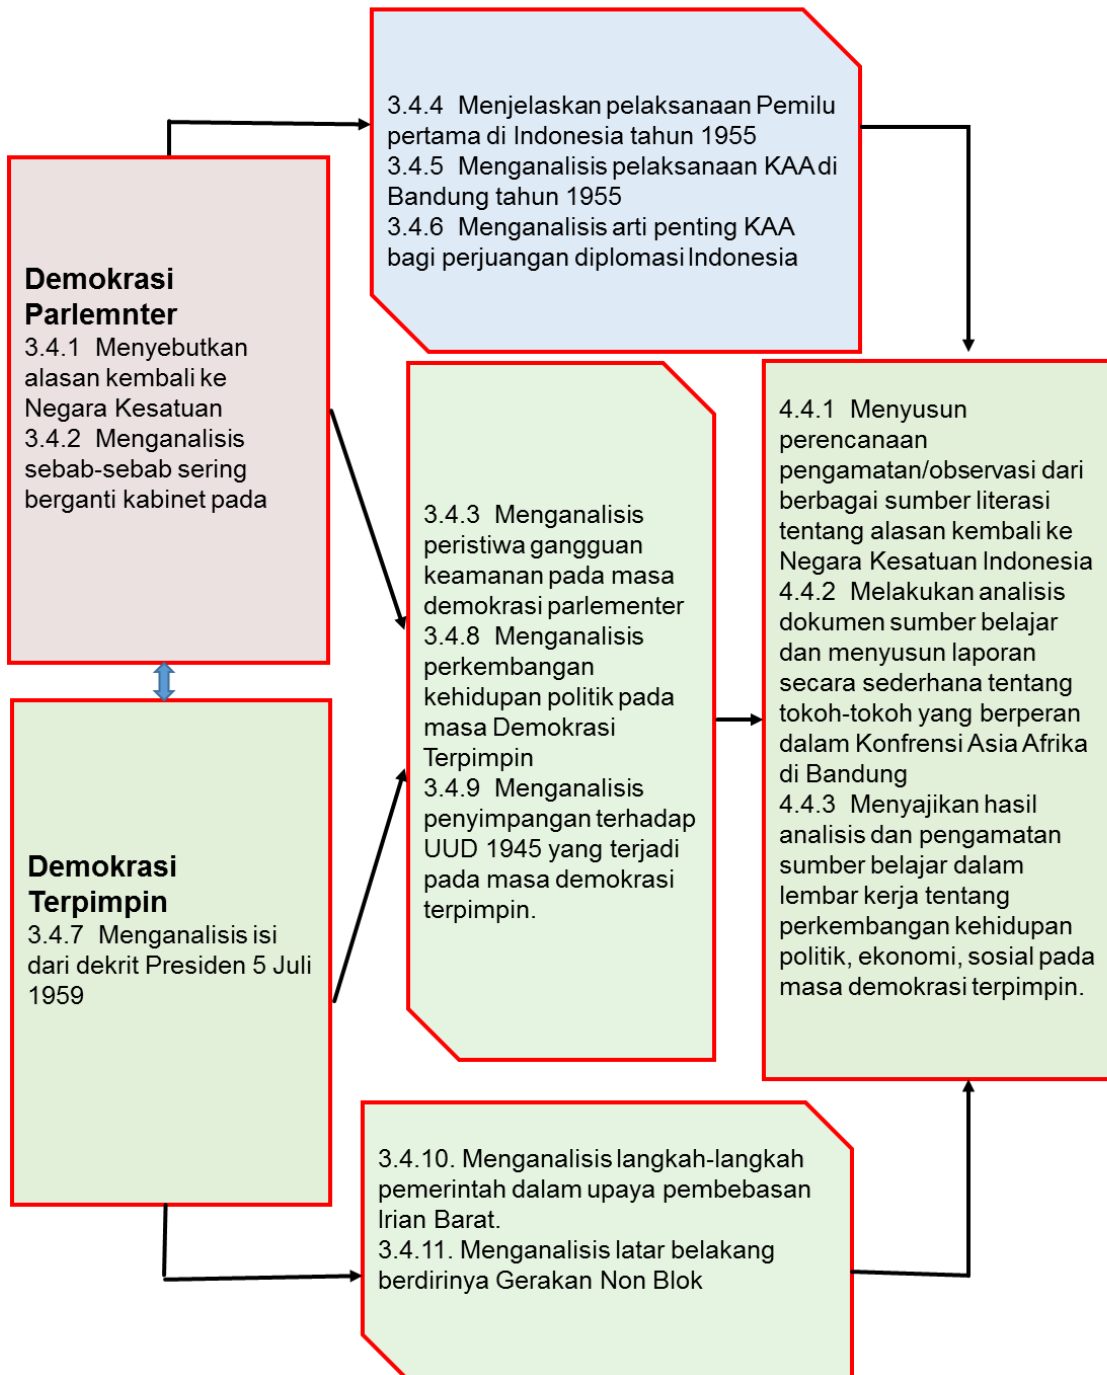 3.4.4 Menjelaskan pelaksanaan Pemilu
pertama di Indonesia tahun 1955
3.4.5 Menganalisis pelaksanaan KAA di
Bandung tahun 1955
3.4.6 Menganalisis arti penting KAA
bagi perjuangan diplomasi Indonesia
Demokrasi
Parlemnter
3.4.1 Menyebutkan
alasan kembali ke
Negara Kesatuan
3.4.2 Menganalisis
sebab-sebab sering
berganti kabinet pada
3.4.3 Menganalisis
peristiwa gangguan
keamanan pada masa
demokrasi parlementer
3.4.8 Menganalisis
perkembangan
kehidupan politik pada
masa Demokrasi
Terpimpin
3.4.9 Menganalisis
penyimpangan terhadap
UUD 1945 yang terjadi
pada masa demokrasi
terpimpin.
4.4.1 Menyusun
perencanaan
pengamatan/observasi dari
berbagai sumber literasi
tentang alasan kembali ke
Negara Kesatuan Indonesia
4.4.2 Melakukan analisis
dokumen sumber belajar
dan menyusun laporan
secara sederhana tentang
tokoh-tokoh yang berperan
dalam Konfrensi Asia Afrika
di Bandung
4.4.3 Menyajikan hasil
analisis dan pengamatan
sumber belajar dalam
lembar kerja tentang
perkembangan kehidupan
politik, ekonomi, sosial pada
masa demokrasi terpimpin.
Demokrasi
Terpimpin
3.4.7 Menganalisis isi
dari dekrit Presiden 5 Juli
1959
3.4.10. Menganalisis langkah-langkah
pemerintah dalam upaya pembebasan
Irian Barat.
3.4.11. Menganalisis latar belakang
berdirinya Gerakan Non Blok